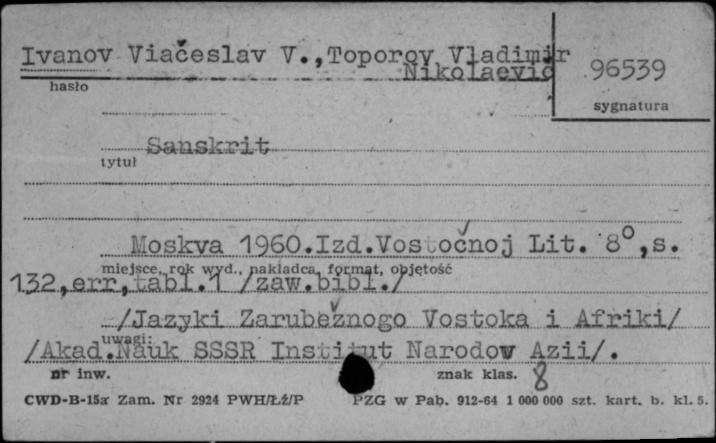 Ivanov Viačeslav V.,Toporov Vladimir
Nikolaevič
96539
hasło
sygnatura
Sanskrit
tytuł
Moskva 1960.Izd.Vostočnoj Lit. 8°,s.
miejsce, rok wyd., nakładca, format, objętość
132,err,tabl.1 /zaw.bibl./
/Jazyki Zarubežnogo Vostoka i Afriki/
uwagi:
/Akad.Nauk SSSR Institut Narodov Azii/.
nr inw.
znak klas. 8
CWD-B-15a Zam. Nr 2924 PWH/Łż/P PZG w Pab. 912-64 1 000 000 szt. kart. b. kl. 5.